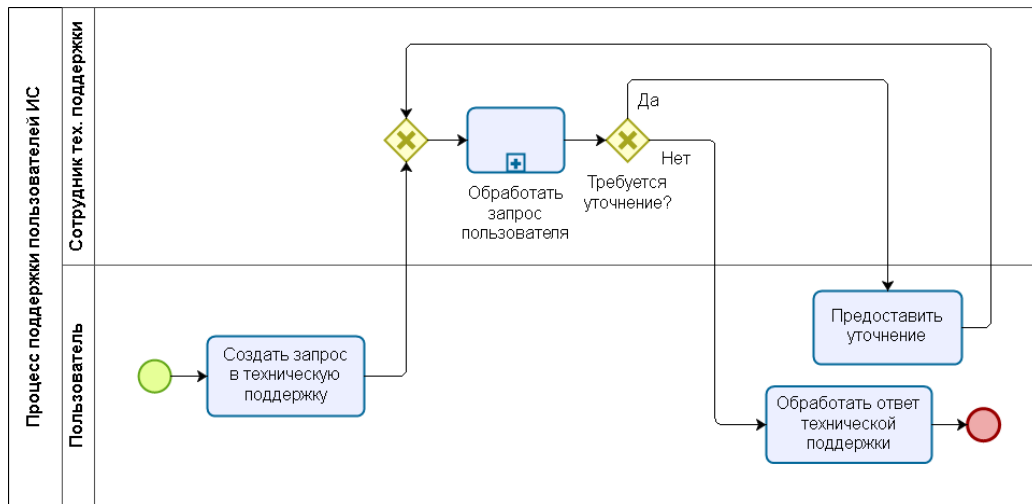 Процесс поддержки пользователей ИС
Сотрудник тех. поддержки
Да
Нет
Обработать
запрос
пользователя
Требуется
уточнение?
Пользователь
Создать запрос
в техническую
поддержку
Предоставить
уточнение
Обработать ответ
технической
поддержки